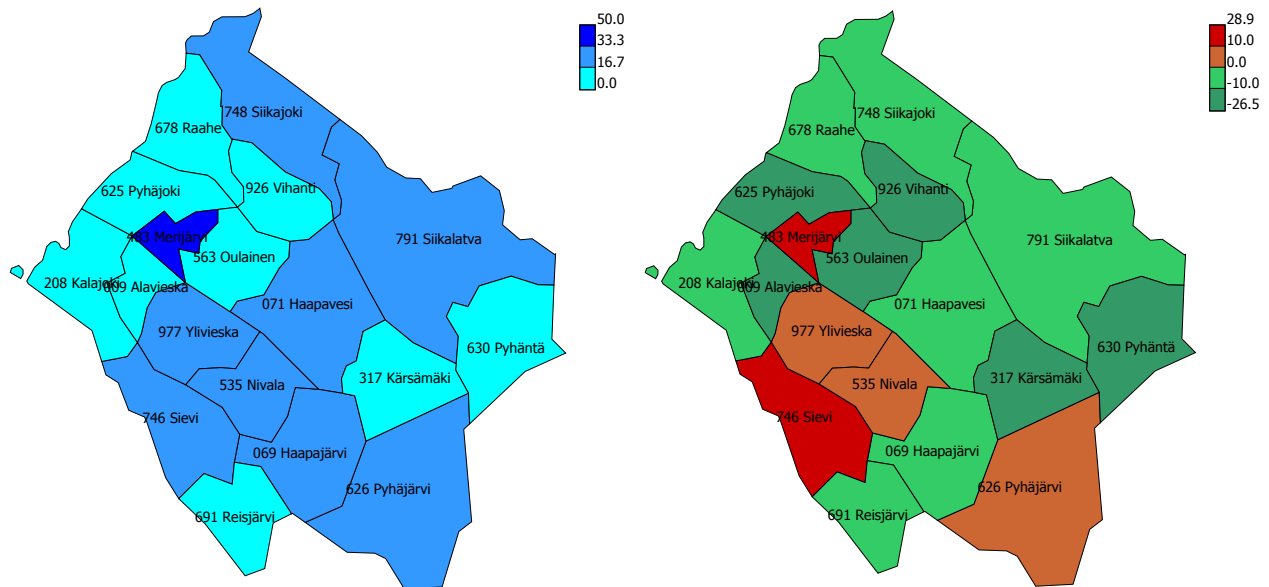 50.0
33.3
16.7
0.0
748 Siikajoki
678 Raahe
926 Vihanti
625 Pyhäjoki
483 Merijärvi
791 Siikalatva
563 Oulainen
208 Kalajoki
009 Alavieska
071 Haapavesi
977 Ylivieska
630 Pyhäntä
317 Kärsämäki
535 Nivala
746 Sievi
069 Haapajärvi
626 Pyhäjärvi
691 Reisjärvi
28.9
10.0
0.0
-10.0
-26.5
748 Siikajoki
678 Raahe
926 Vihanti
625 Pyhäjoki
483 Merijärvi
791 Siikalatva
563 Oulainen
208 Kalajoki
009 Alavieska
071 Haapavesi
977 Ylivieska
630 Pyhäntä
317 Kärsämäki
535 Nivala
746 Sievi
069 Haapajärvi
626 Pyhäjärvi
691 Reisjärvi